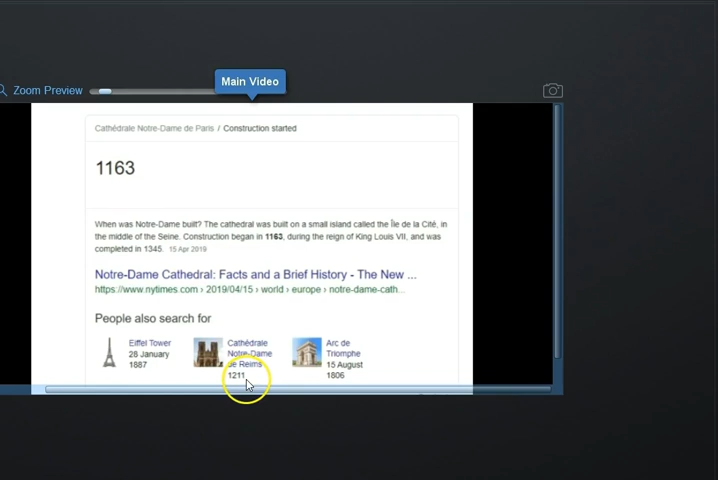 Main Video
Zoom Preview
Cathédrale Notre-Dame de Paris / Construction started
1163
When was Notre-Dame built? The cathedral was built on a small island called the Île de la Cité, in
the middle of the Seine. Construction began in 1163, during the reign of King Louis VII, and was
completed in 1345. 15 Apr 2019
Notre-Dame Cathedral: Facts and a Brief History - The New ...
https://www.nytimes.com › 2019/04/15 › world › europe › notre-dame-cath...
People also search for
Eiffel Tower
28 January
1887
Cathédrale
Notre-Dame
de Reims
1211
Arc de
Triomphe
15 August
1806